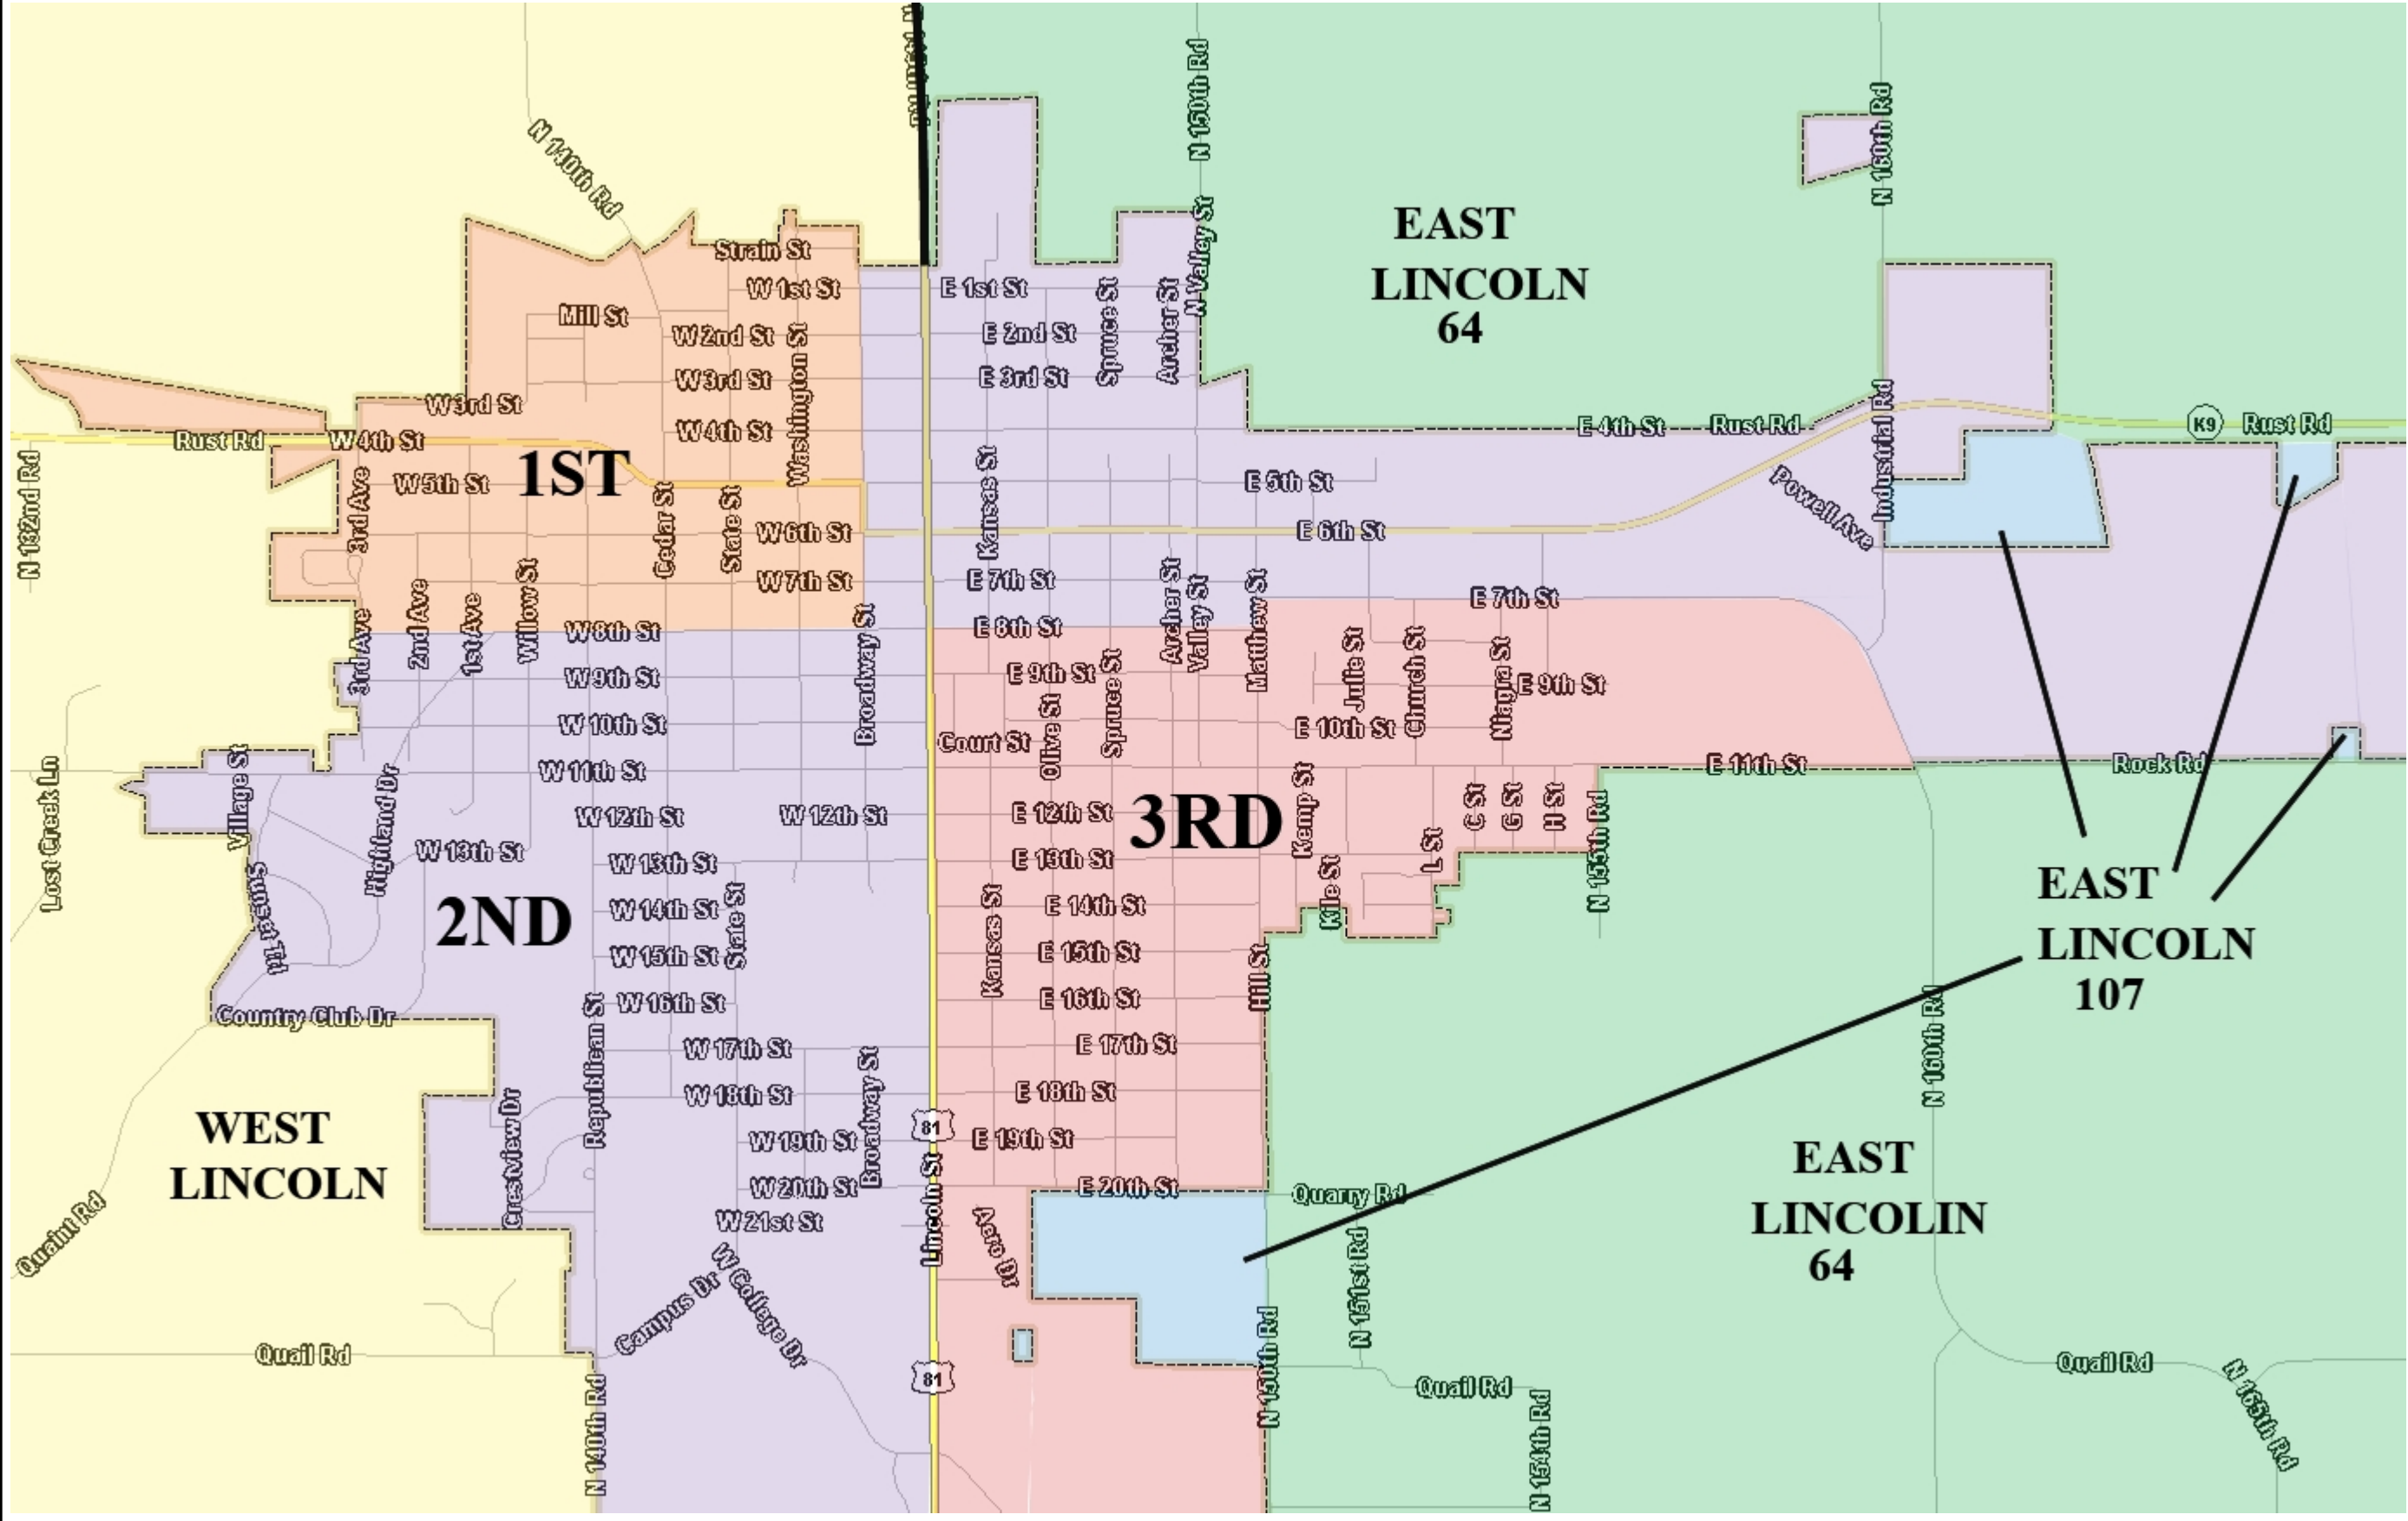 N 150th Rd
N 160th Rd
N 140th Rd
EAST
LINCOLN
64
N Valley St
Strain St
W 1st St
E 1st St
Mill St
W 2nd St
E 2nd St
Spruce St
Archer St
Washington St
W 3rd St
E 3rd St
W 3rd St
Rust Rd
W 4th St
W 4th St
E 4th St
Rust Rd
Industrial Rd
K9
Rust Rd
N 132nd Rd
3rd Ave
W 5th St
1ST
Cedar St
State St
Kansas St
E 5th St
Powell Ave
W 6th St
E 6th St
W 7th St
E 7th St
E 7th St
3rd Ave
2nd Ave
1st Ave
Willow St
W 8th St
Broadway St
E 8th St
Archer St
Valley St
Matthew St
Julie St
Church St
Niagra St
W 9th St
E 9th St
E 9th St
W 10th St
Olive St
Spruce St
E 10th St
Court St
Lost Creek Ln
Village St
Highland Dr
W 11th St
E 11th St
Rock Rd
W 12th St
W 12th St
E 12th St
3RD
Kemp St
C St
G St
H St
N 155th Rd
W 13th St
W 13th St
E 13th St
L St
Kile St
Sunset Trl
2ND
W 14th St
State St
Kansas St
E 14th St
EAST
LINCOLN
107
W 15th St
E 15th St
Hill St
Country Club Dr
Republican St
W 16th St
E 16th St
N 160th Rd
W 17th St
E 17th St
WEST
LINCOLN
Crestview Dr
W 18th St
Broadway St
E 18th St
81
W 19th St
E 19th St
EAST
LINCOLIN
64
Quaint Rd
W 20th St
Lincoln St
E 20th St
Quarry Rd
W 21st St
Aero Dr
N 151st Rd
Campus Dr
W College Dr
Quail Rd
81
N 150th Rd
Quail Rd
Quail Rd
N 165th Rd
N 140th Rd
N 154th Rd